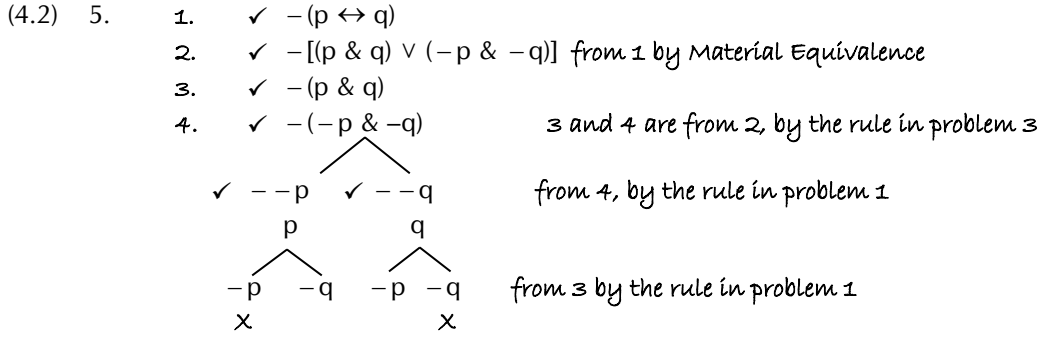 (4.2) 5. 1. ✓ −(p ↔ q)
2. ✓ −[(p & q) ∨ (−p & −q)] from 1 by Material Equivalence
3. ✓ −(p & q)
4. ✓ −(−p & −q) 3 and 4 are from 2, by the rule in problem 3
✓ −−p ✓ −−q from 4, by the rule in problem 1
p q
−p −q −p −q from 3 by the rule in problem 1
X X